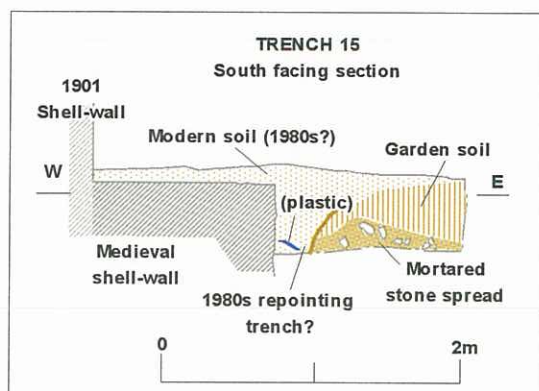 TRENCH 15
South facing section
1901
Shell-wall
Modern soil (1980s?)
Garden soil
W
E
(plastic)
Medieval
shell-wall
Mortared
stone spread
1980s repointing
trench?
0
2m